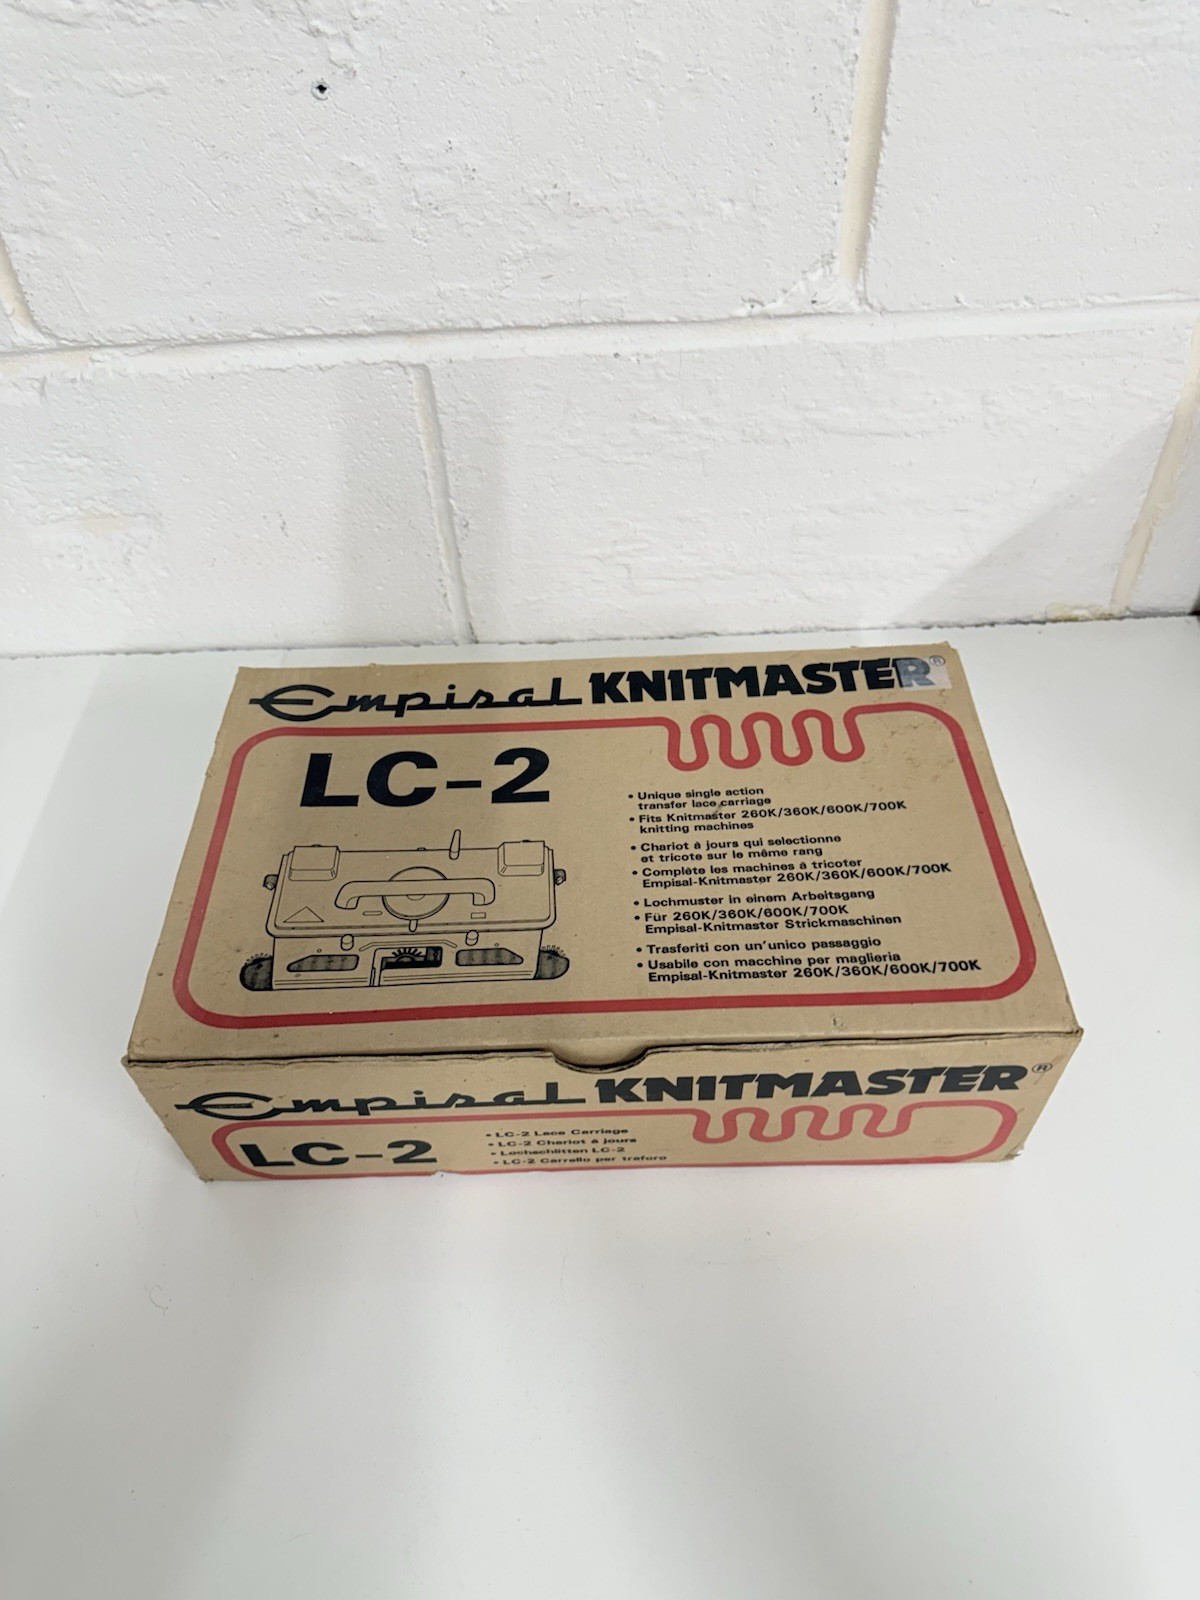 Empisal KNITMASTER®
LC-2
• Unique single action
transfer lace carriage
• Fits Knitmaster 260K/360K/600K/700K
knitting machines
• Chariot à jours qui selectionne
et tricote sur le même rang
• Complète les machines à tricoter
Empisal-Knitmaster 260K/360K/600K/700K
• Lochmuster in einem Arbeitsgang
• Für 260K/360K/600K/700K
Empisal-Knitmaster Strickmaschinen
• Trasferiti con un'unico passaggio
• Usabile con macchine per maglieria
Empisal-Knitmaster 260K/360K/600K/700K
Empisal KNITMASTER®
LC-2
• LC-2 Lace Carriage
• LC-2 Chariot à jours
• Lochschlitten LC-2
• LC-2 Carrello per traforo